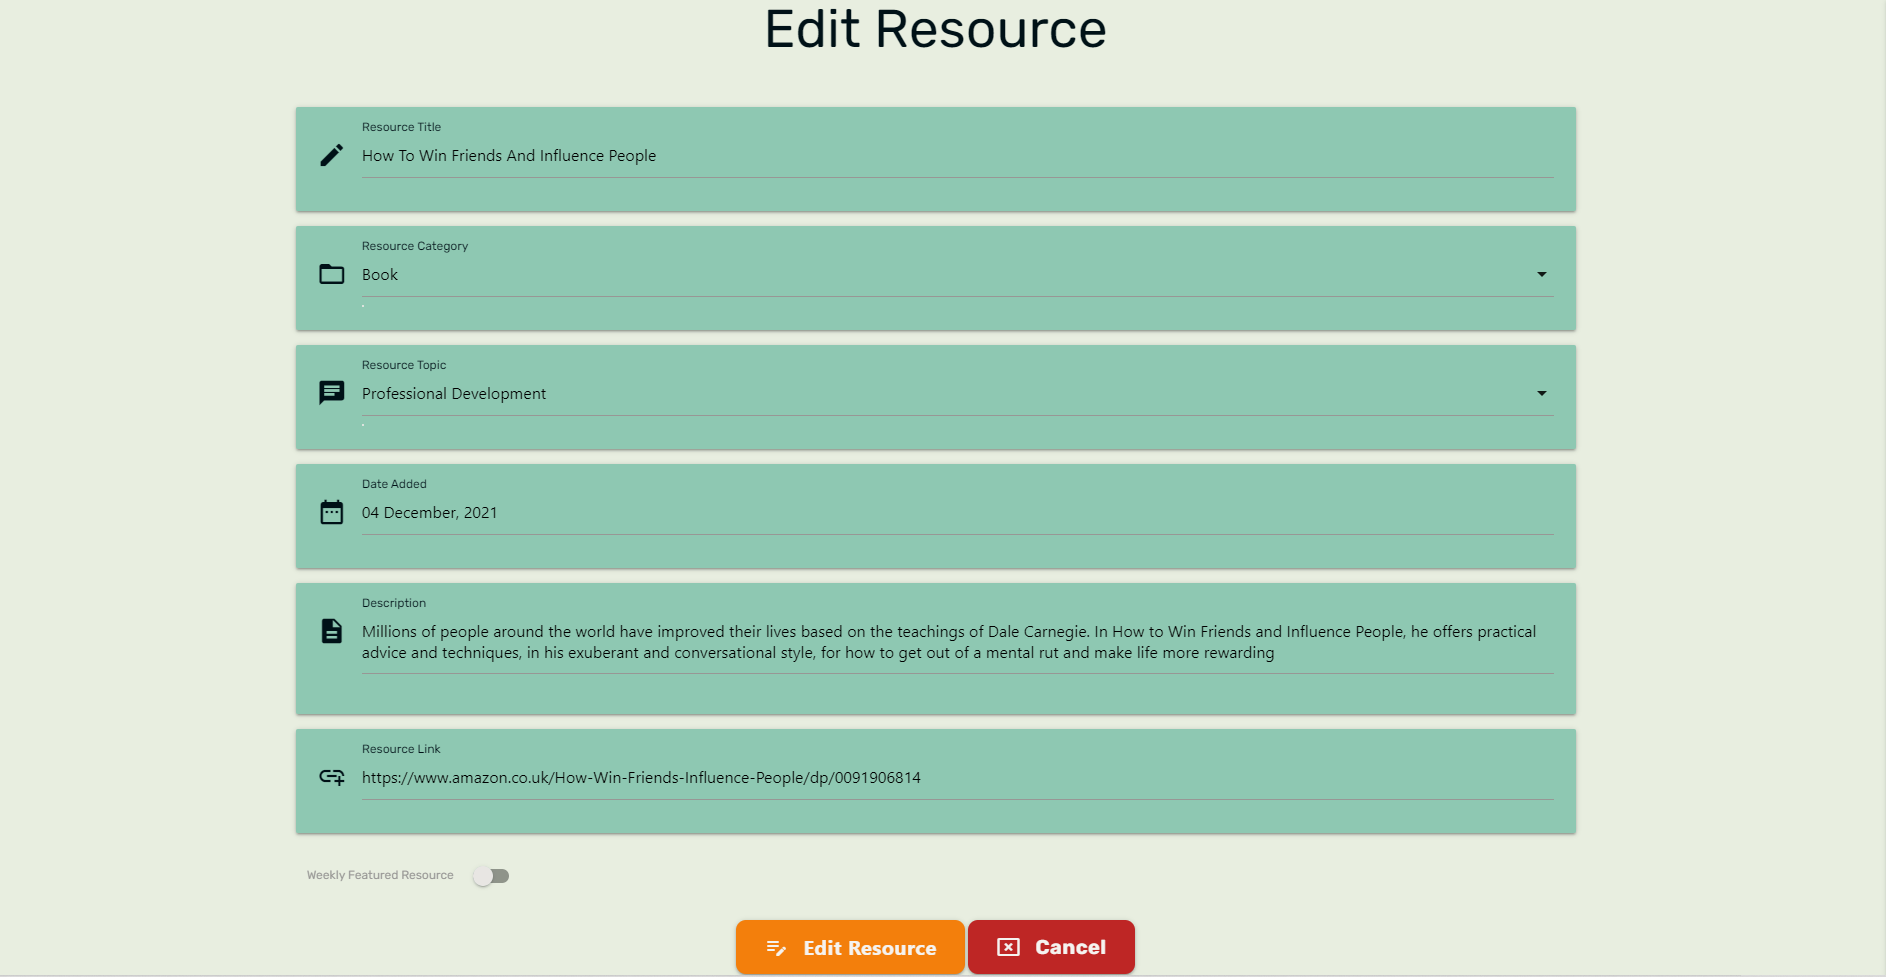 Edit Resource
Resource Title
How To Win Friends And Influence People
Resource Category
Book
Resource Topic
Professional Development
Date Added
04 December, 2021
Description
Millions of people around the world have improved their lives based on the teachings of Dale Carnegie. In How to Win Friends and Influence People, he offers practical
advice and techniques, in his exuberant and conversational style, for how to get out of a mental rut and make life more rewarding
Resource Link
https://www.amazon.co.uk/How-Win-Friends-Influence-People/dp/0091906814
Weekly Featured Resource
Edit Resource
Cancel